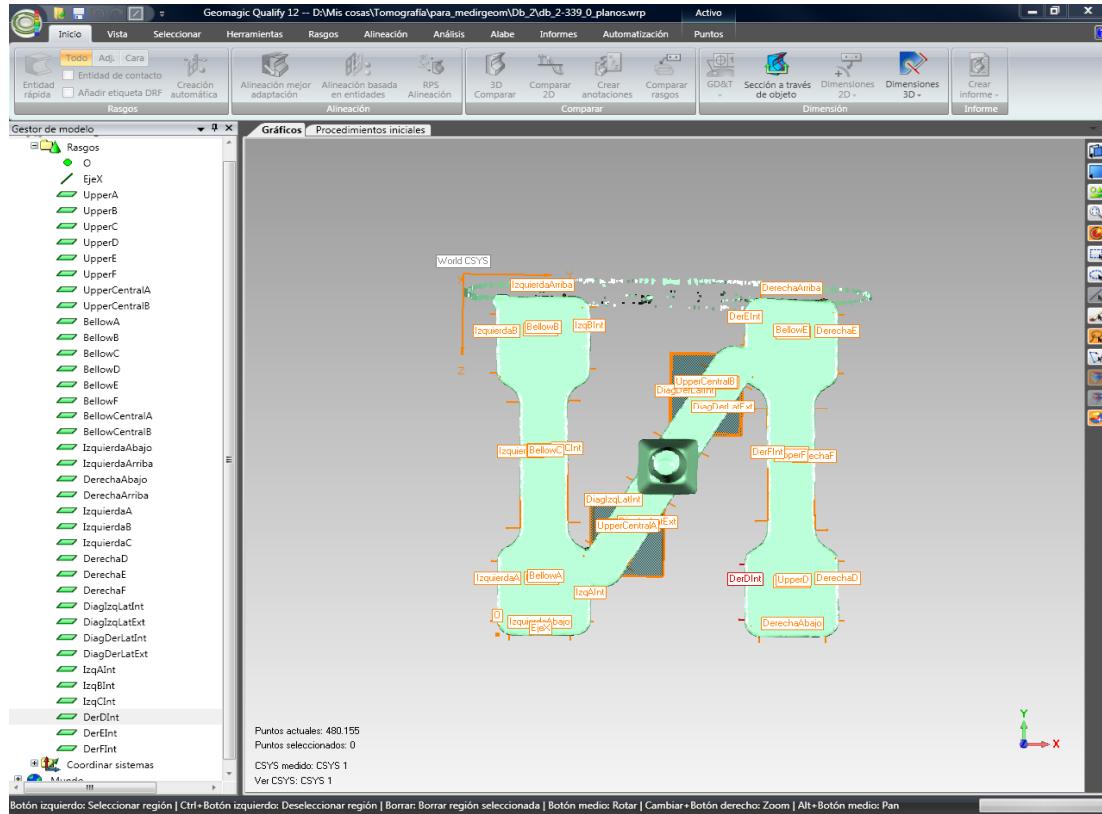 Geomagic Qualify 12 -- D:\Mis cosas\Tomografía\para_medirgeom\Db_2\db_2-339_0_planos.wrp
Activo
Inicio Vista Seleccionar Herramientas Rasgos Alineación Análisis Alabe Informes Automatización Puntos
Entidad rápida
Todo Adj. Cara
Entidad de contacto
Añadir etiqueta DRF
Creación automática
Rasgos
Alineación mejor adaptación
Alineación basada en entidades
RPS Alineación
Alineación
3D Comparar
Comparar 2D
Crear anotaciones
Comparar rasgos
Comparar
GD&T
Sección a través de objeto
Dimensiones 2D
Dimensiones 3D
Dimensión
Crear informe
Informe
Gestor de modelo
Gráficos Procedimientos iniciales
Rasgos
O
EjeX
UpperA
UpperB
UpperC
UpperD
UpperE
UpperF
UpperCentralA
UpperCentralB
BellowA
BellowB
BellowC
BellowD
BellowE
BellowF
BellowCentralA
BellowCentralB
IzquierdaAbajo
IzquierdaArriba
DerechaAbajo
DerechaArriba
IzquierdaA
IzquierdaB
IzquierdaC
DerechaD
DerechaE
DerechaF
DiagIzqLatInt
DiagIzqLatExt
DiagDerLatInt
DiagDerLatExt
IzqAInt
IzqBInt
IzqCInt
DerDInt
DerEInt
DerFInt
Coordinar sistemas
Mundo
World CSYS
X
Y
Z
IzquierdaArriba
DerechaArriba
IzquierdaB BellowB IzqBInt
DerEInt
BellowE DerechaE
UpperCentralB
DiagDerLatInt
DiagDerLatExt
BellowC
DerFInt
DiagIzqLatInt
UpperCentralA
IzquierdaA BellowA
IzqAInt
DerDInt UpperD DerechaD
O
IzquierdaAbajo
EjeX
DerechaAbajo
Puntos actuales: 480.155
Puntos seleccionados: 0
CSYS medido: CSYS 1
Ver CSYS: CSYS 1
Y
Z
X
Botón izquierdo: Seleccionar región | Ctrl+Botón izquierdo: Deseleccionar región | Borrar: Borrar región seleccionada | Botón medio: Rotar | Cambiar+Botón derecho: Zoom | Alt+Botón medio: Pan